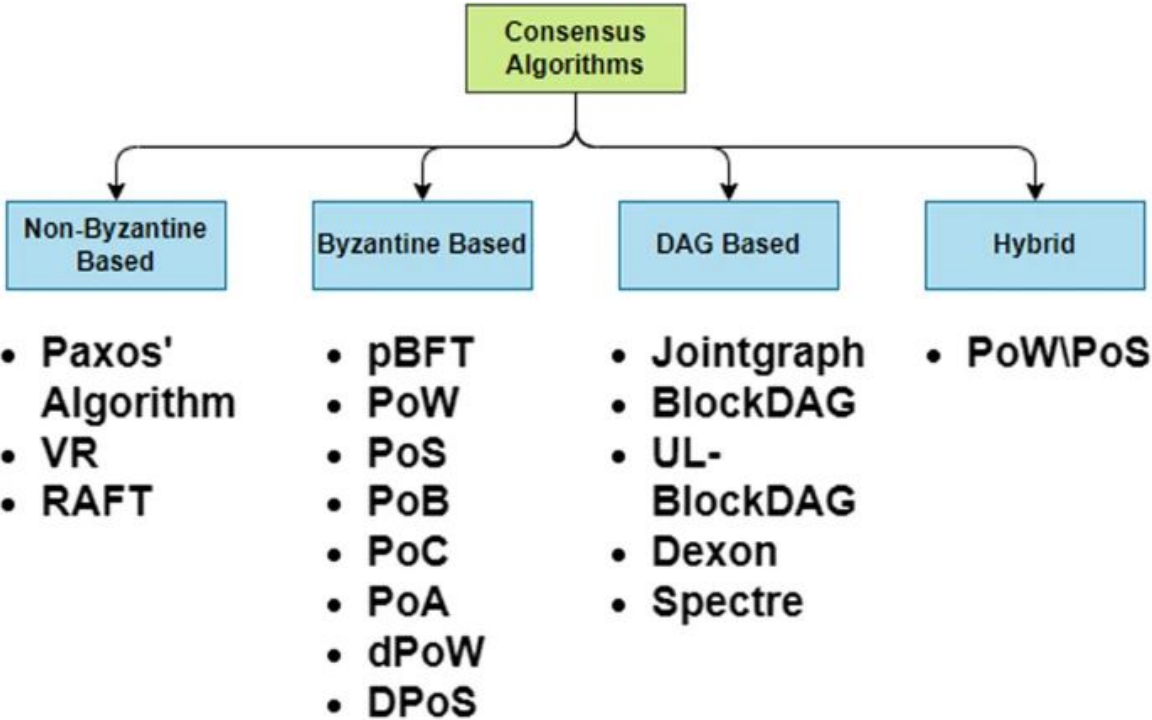 Consensus
Algorithms
Non-Byzantine
Based
Byzantine Based
DAG Based
Hybrid
• Paxos'
Algorithm
• VR
• RAFT
• pBFT
• PoW
• PoS
• PoB
• PoC
• PoA
• dPoW
• DPoS
• Jointgraph
• BlockDAG
• UL-
BlockDAG
• Dexon
• Spectre
• PoW\PoS